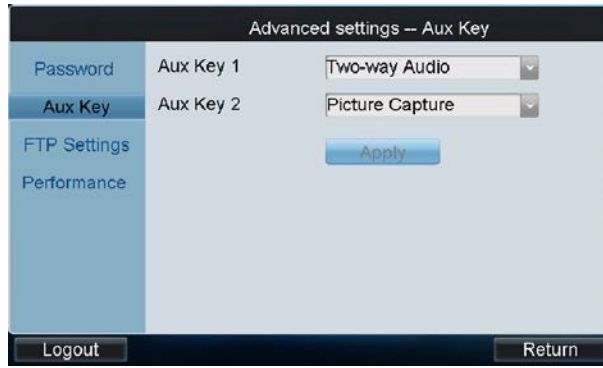 Advanced settings -- Aux Key
Password
Aux Key
FTP Settings
Performance
Aux Key 1 Two-way Audio
Aux Key 2 Picture Capture
Apply
Logout Return